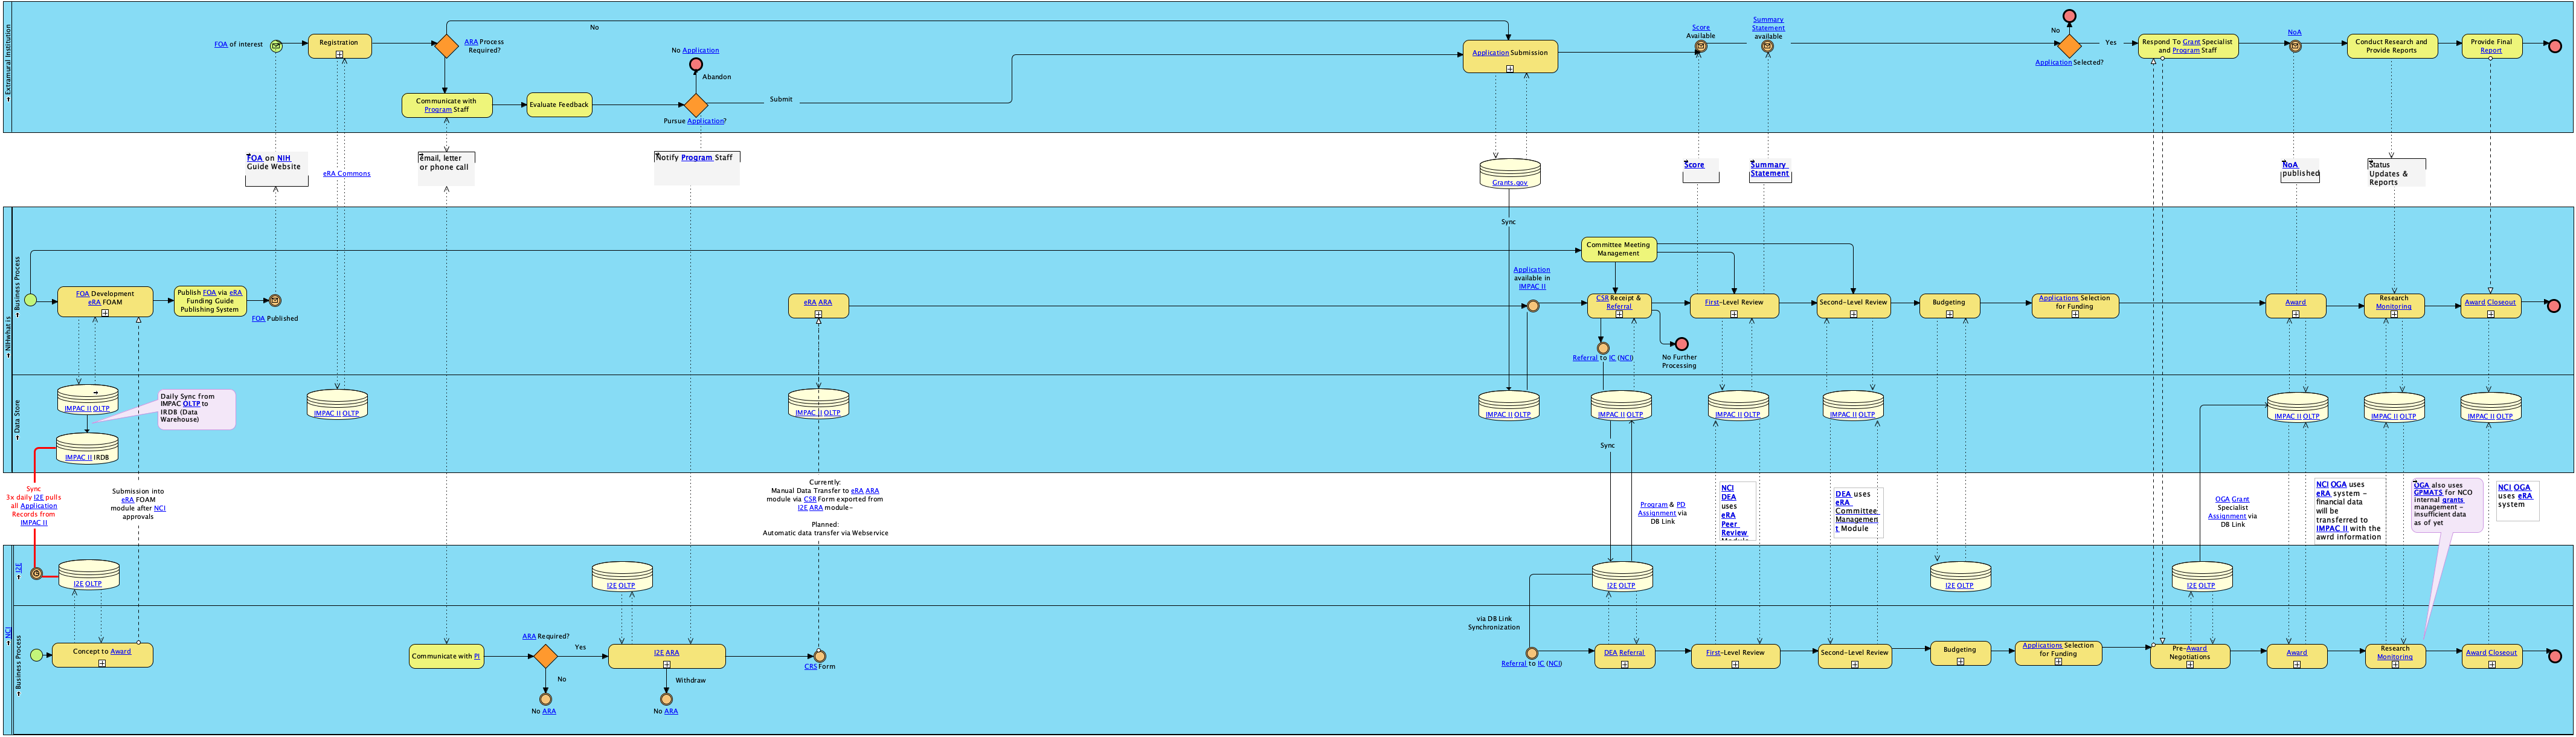 Extramural Institution
FOA of interest
Registration
No
ARA Process
Required?
Communicate with
Program Staff
Evaluate Feedback
No Application
Abandon
Submit
Pursue Application?
Application Submission
Score
Available
Summary
Statement
available
No
Application Selected?
Yes
Respond To Grant Specialist
and Program Staff
NoA
Conduct Research and
Provide Reports
Provide Final
Report
FOA on NIH
Guide Website
eRA Commons
email, letter
or phone call
Notify Program Staff
Grants.gov
Score
Summary
Statement
NoA
published
Status
Updates &
Reports
NIHwhat is
Business Process
FOA Development
eRA FOAM
Publish FOA via eRA
Funding Guide
Publishing System
FOA Published
eRA ARA
Sync
Application
available in
IMPAC II
Committee Meeting
Management
CSR Receipt &
Referral
Referral to IC (NCI)
No Further
Processing
First-Level Review
Second-Level Review
Budgeting
Applications Selection
for Funding
Award
Research
Monitoring
Award Closeout
Data Store
IMPAC II OLTP
Daily Sync from
IMPAC OLTP to
IRDB (Data
Warehouse)
IMPAC II IRDB
IMPAC II OLTP
IMPAC II OLTP
IMPAC II OLTP
IMPAC II OLTP
IMPAC II OLTP
IMPAC II OLTP
IMPAC II OLTP
IMPAC II OLTP
IMPAC II OLTP
Sync
Sync
3x daily I2E pulls
all Application
Records from
IMPAC II
Submission into
eRA FOAM
module after NCI
approvals
Currently:
Manual Data Transfer to eRA ARA
module via CSR Form exported from
I2E ARA module-
Planned:
Automatic data transfer via Webservice
Program & PD
Assignment via
DB Link
NCI
DEA
uses
eRA
Peer
Review
DEA uses
eRA
Committee
Managemen
t Module
OGA Grant
Specialist
Assignment via
DB Link
NCI OGA uses
eRA system -
financial data
will be
transferred to
IMPAC II with the
awrd information
OGA also uses
GPMATS for NCO
internal grants
management -
insufficient data
as of yet
NCI OGA
uses eRA
system
NCI
I2E
I2E OLTP
I2E OLTP
I2E OLTP
I2E OLTP
I2E OLTP
Business Process
Concept to Award
Communicate with PI
ARA Required?
Yes
No
No ARA
I2E ARA
Withdraw
No ARA
CRS Form
via DB Link
Synchronization
Referral to IC (NCI)
DEA Referral
First-Level Review
Second-Level Review
Budgeting
Applications Selection
for Funding
Pre-Award
Negotiations
Award
Research
Monitoring
Award Closeout